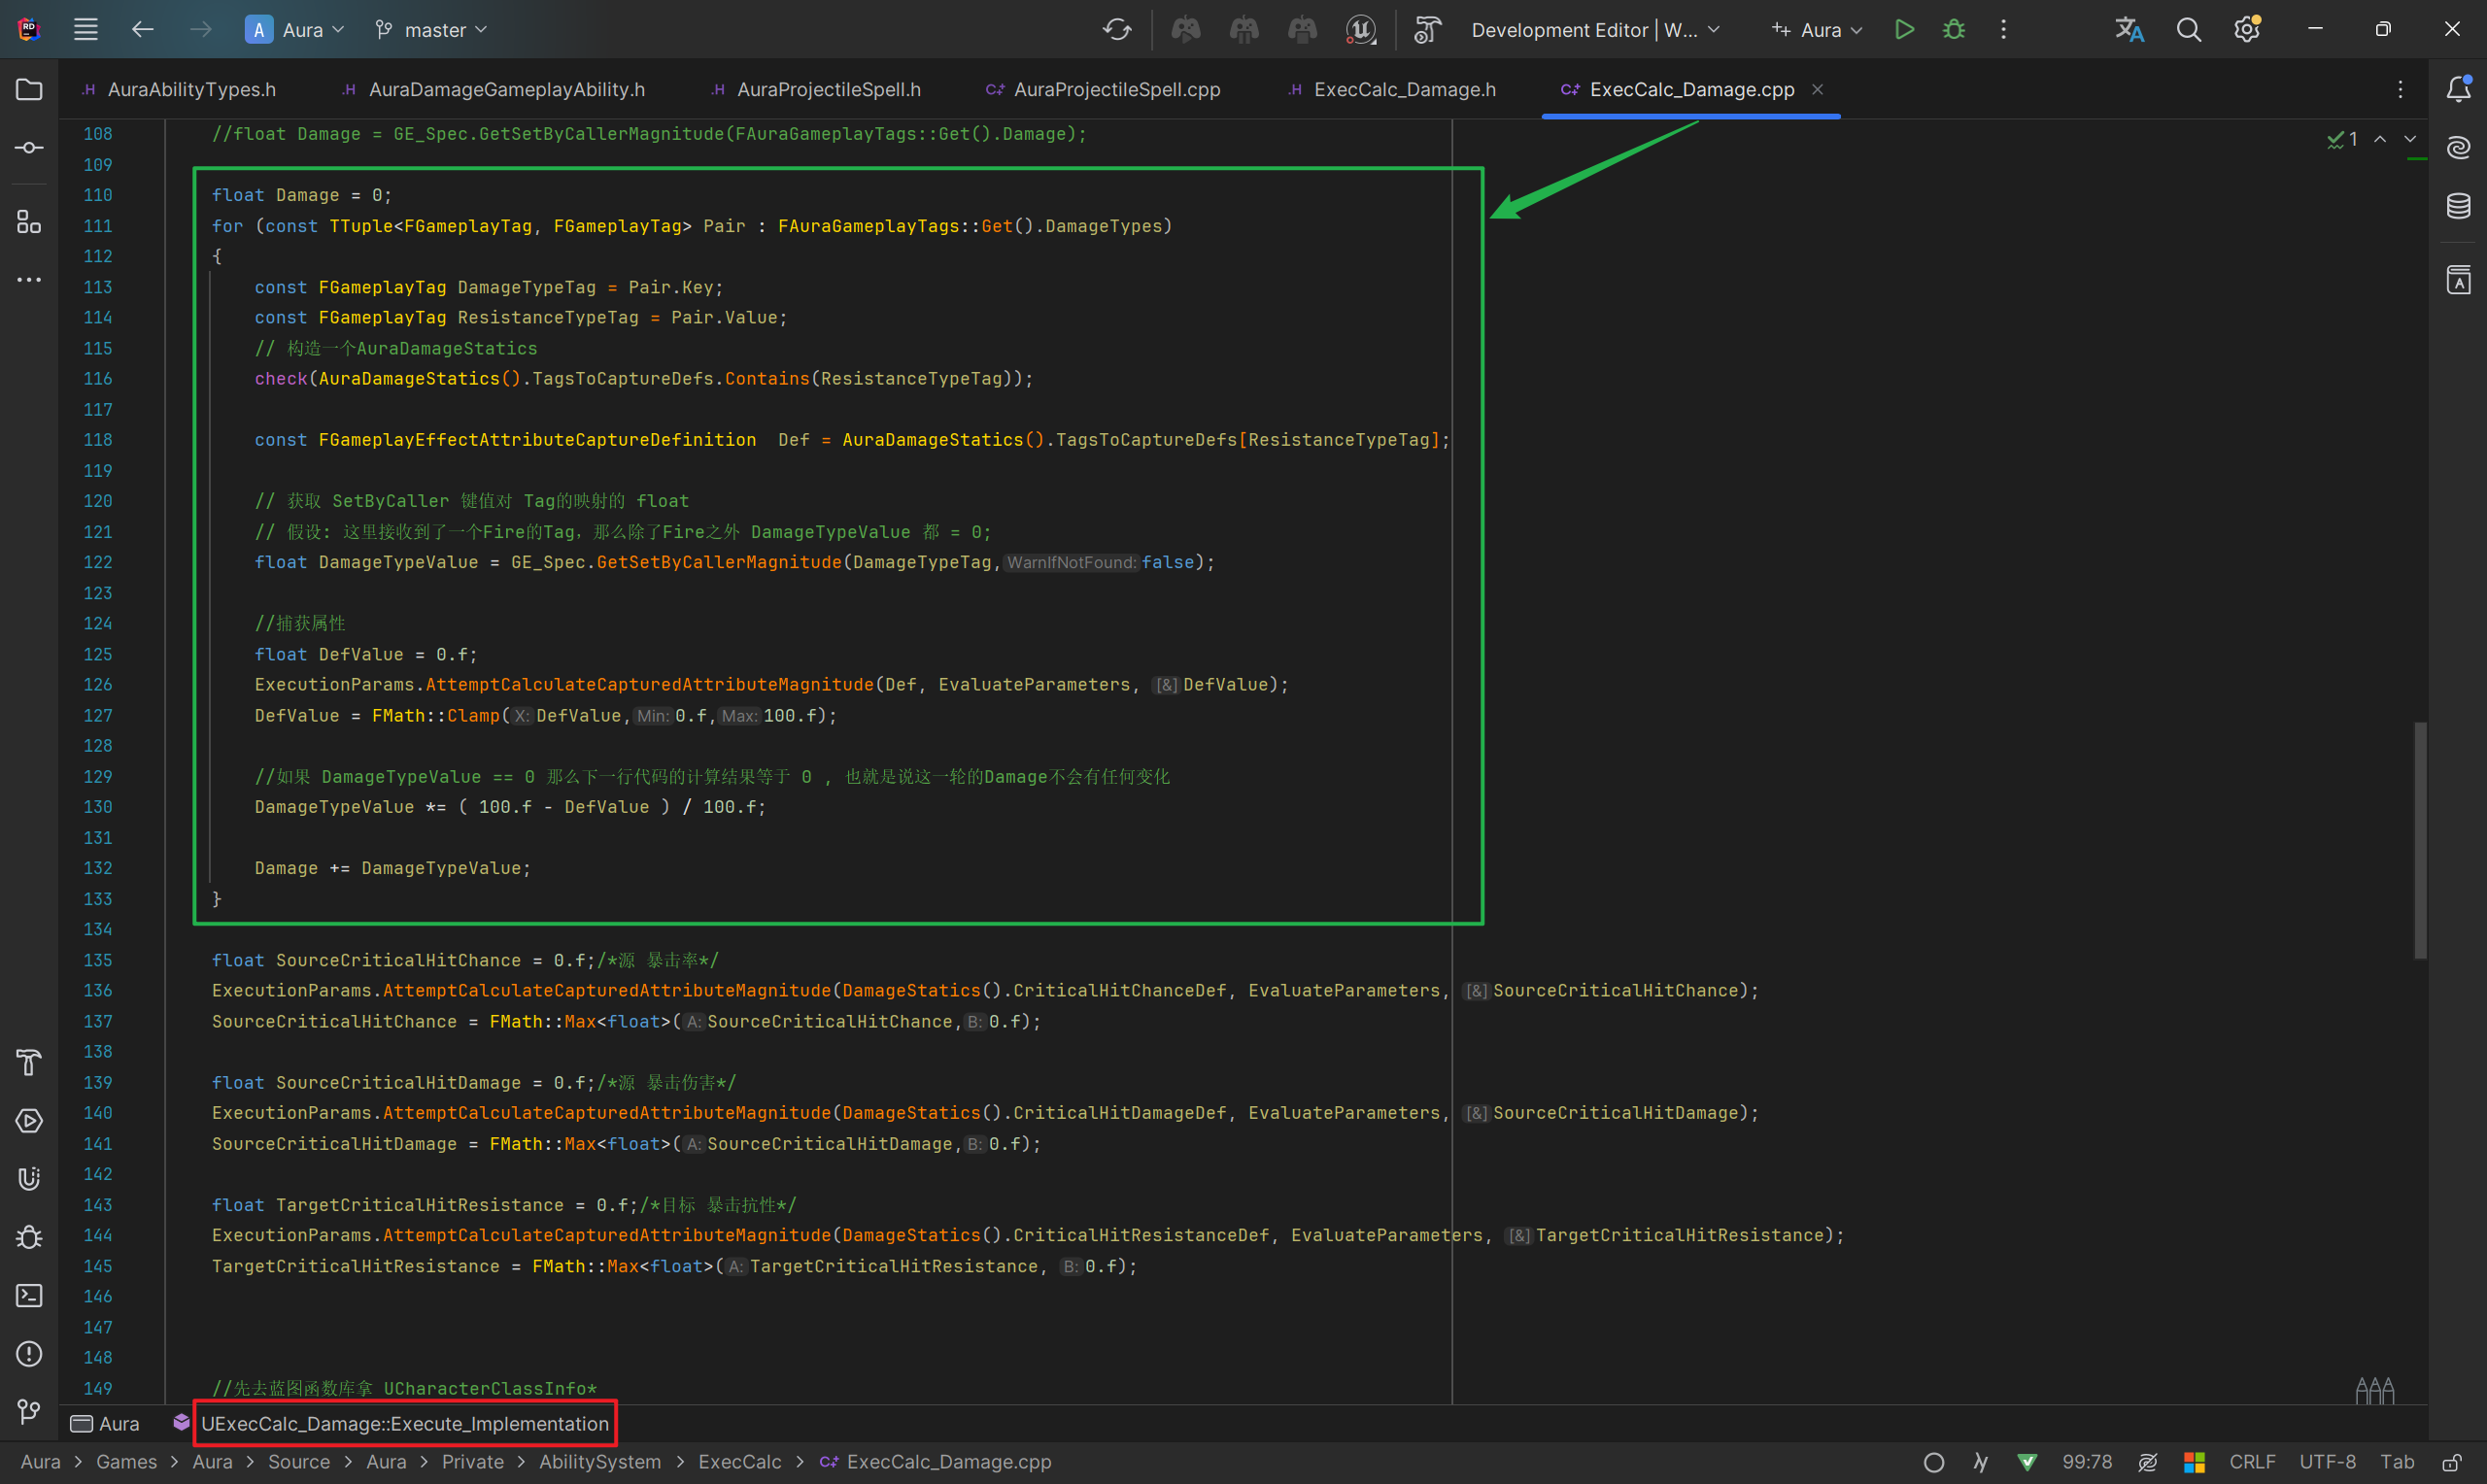 RD
A Aura master Development Editor | W... Aura
.H AuraAbilityTypes.h .H AuraDamageGameplayAbility.h .H AuraProjectileSpell.h C++ AuraProjectileSpell.cpp .H ExecCalc_Damage.h C++ ExecCalc_Damage.cpp
1
108 //float Damage = GE_Spec.GetSetByCallerMagnitude(FAuraGameplayTags::Get().Damage);
109
110 float Damage = 0;
111 for (const TTuple<FGameplayTag, FGameplayTag> Pair : FAuraGameplayTags::Get().DamageTypes)
112 {
113 const FGameplayTag DamageTypeTag = Pair.Key;
114 const FGameplayTag ResistanceTypeTag = Pair.Value;
115 // 构造一个AuraDamageStatics
116 check(AuraDamageStatics().TagsToCaptureDefs.Contains(ResistanceTypeTag));
117
118 const FGameplayEffectAttributeCaptureDefinition  Def = AuraDamageStatics().TagsToCaptureDefs[ResistanceTypeTag];
119
120 // 获取 SetByCaller 键值对 Tag的映射的 float
121 // 假设: 这里接收到了一个Fire的Tag，那么除了Fire之外 DamageTypeValue 都 = 0;
122 float DamageTypeValue = GE_Spec.GetSetByCallerMagnitude(DamageTypeTag, WarnIfNotFound: false);
123
124 //捕获属性
125 float DefValue = 0.f;
126 ExecutionParams.AttemptCalculateCapturedAttributeMagnitude(Def, EvaluateParameters, [&] DefValue);
127 DefValue = FMath::Clamp( X: DefValue, Min: 0.f, Max: 100.f);
128
129 //如果 DamageTypeValue == 0 那么下一行代码的计算结果等于 0 , 也就是说这一轮的Damage不会有任何变化
130 DamageTypeValue *= ( 100.f - DefValue ) / 100.f;
131
132 Damage += DamageTypeValue;
133 }
134
135 float SourceCriticalHitChance = 0.f;/*源 暴击率*/
136 ExecutionParams.AttemptCalculateCapturedAttributeMagnitude(DamageStatics().CriticalHitChanceDef, EvaluateParameters, [&] SourceCriticalHitChance);
137 SourceCriticalHitChance = FMath::Max<float>( A: SourceCriticalHitChance, B: 0.f);
138
139 float SourceCriticalHitDamage = 0.f;/*源 暴击伤害*/
140 ExecutionParams.AttemptCalculateCapturedAttributeMagnitude(DamageStatics().CriticalHitDamageDef, EvaluateParameters, [&] SourceCriticalHitDamage);
141 SourceCriticalHitDamage = FMath::Max<float>( A: SourceCriticalHitDamage, B: 0.f);
142
143 float TargetCriticalHitResistance = 0.f;/*目标 暴击抗性*/
144 ExecutionParams.AttemptCalculateCapturedAttributeMagnitude(DamageStatics().CriticalHitResistanceDef, EvaluateParameters, [&] TargetCriticalHitResistance);
145 TargetCriticalHitResistance = FMath::Max<float>( A: TargetCriticalHitResistance, B: 0.f);
146
147
148
149 //先去蓝图函数库拿 UCharacterClassInfo*
Aura UExecCalc_Damage::Execute_Implementation
Aura > Games > Aura > Source > Aura > Private > AbilitySystem > ExecCalc > C++ ExecCalc_Damage.cpp 99:78 CRLF UTF-8 Tab